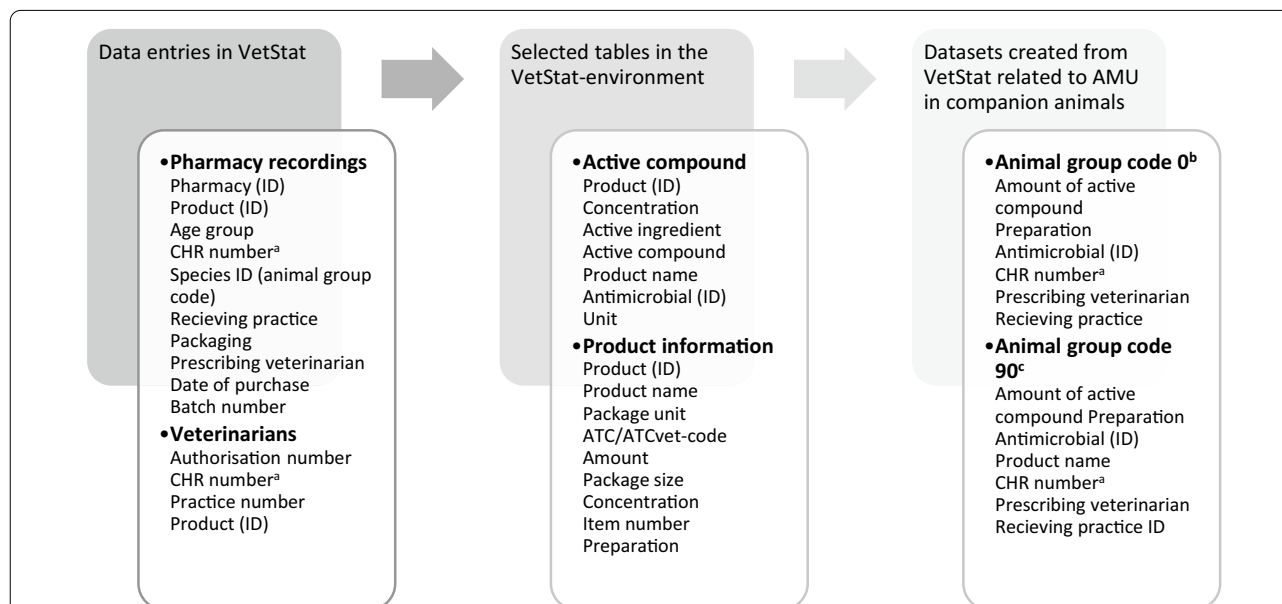 Data entries in VetStat
•Pharmacy recordings
Pharmacy (ID)
Product (ID)
Age group
CHR numberᵃ
Species ID (animal group
code)
Recieving practice
Packaging
Prescribing veterinarian
Date of purchase
Batch number
•Veterinarians
Authorisation number
CHR numberᵃ
Practice number
Product (ID)
Selected tables in the
VetStat-environment
•Active compound
Product (ID)
Concentration
Active ingredient
Active compound
Product name
Antimicrobial (ID)
Unit
•Product information
Product (ID)
Product name
Package unit
ATC/ATCvet-code
Amount
Package size
Concentration
Item number
Preparation
Datasets created from
VetStat related to AMU
in companion animals
•Animal group code 0ᵇ
Amount of active
compound
Preparation
Antimicrobial (ID)
CHR numberᵃ
Prescribing veterinarian
Recieving practice
•Animal group code
90ᶜ
Amount of active
compound Preparation
Antimicrobial (ID)
Product name
CHR numberᵃ
Prescribing veterinarian
Recieving practice ID